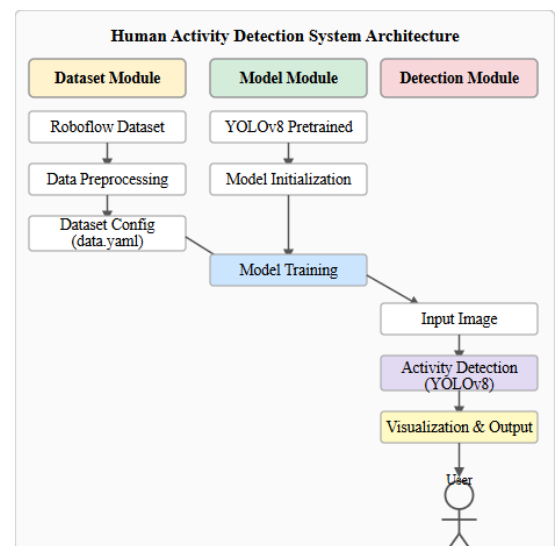 Human Activity Detection System Architecture
Dataset Module
Model Module
Detection Module
Roboflow Dataset
YOLOv8 Pretrained
Data Preprocessing
Model Initialization
Dataset Config
(data.yaml)
Model Training
Input Image
Activity Detection
(YOLOv8)
Visualization & Output
User